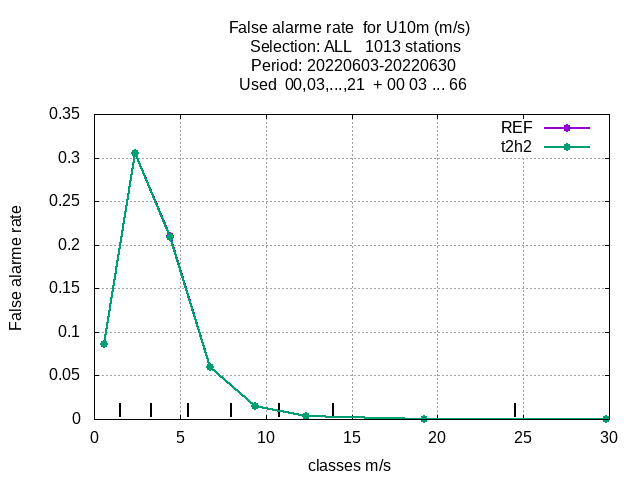 False alarme rate  for U10m (m/s)
Selection: ALL   1013 stations
Period: 20220603-20220630
Used  00,03,...,21  + 00 03 ... 66
REF
t2h2
0.35
0.3
0.25
0.2
0.15
0.1
0.05
0
False alarme rate
0 5 10 15 20 25 30
classes m/s